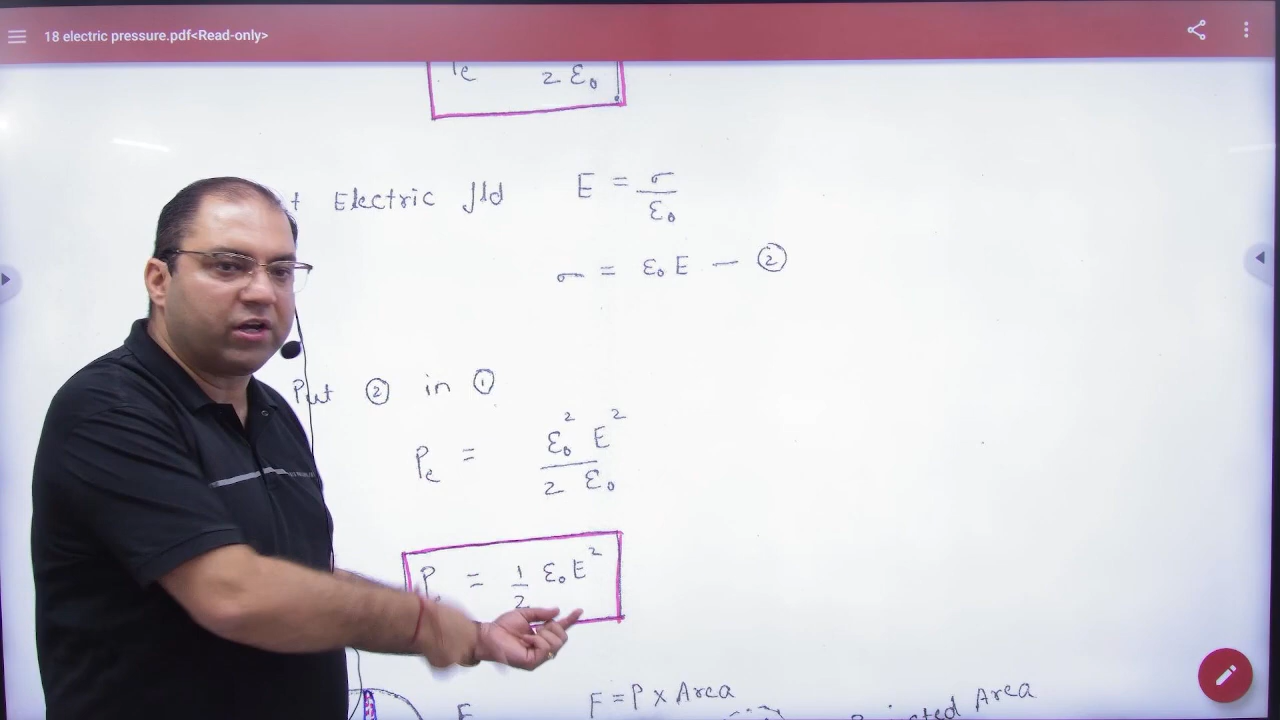 18 electric pressure.pdf<Read-only>
Pe 2 ε₀
t Electric fld E = σ/ε₀
σ = ε₀ E — ②
Put ② in ①
Pe = ε₀² E² / 2 ε₀
P = 1/2 ε₀ E²
F = P x Area
Area